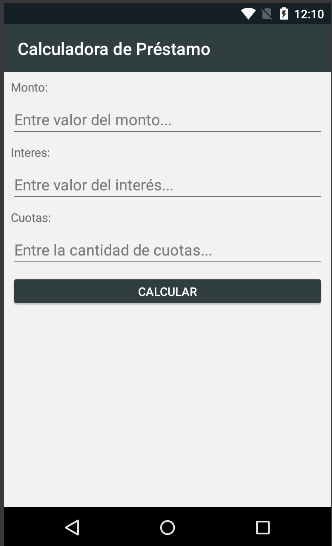 12:10
Calculadora de Préstamo
Monto:
Entre valor del monto...
Interes:
Entre valor del interés...
Cuotas:
Entre la cantidad de cuotas...
CALCULAR